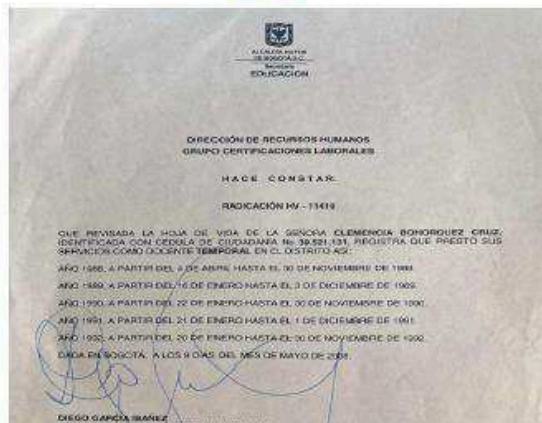 ALCALDIA MAYOR
DE BOGOTÁ D.C.
Secretaría
EDUCACIÓN
DIRECCIÓN DE RECURSOS HUMANOS
GRUPO CERTIFICACIONES LABORALES
HACE CONSTAR:
RADICACIÓN HV - 11419
QUE REVISADA LA HOJA DE VIDA DE LA SEÑORA CLEMENCIA BOHORQUEZ CRUZ,
IDENTIFICADA CON CEDULA DE CIUDADANIA No 39.521.131, REGISTRA QUE PRESTO SUS
SERVICIOS COMO DOCENTE TEMPORAL EN EL DISTRITO ASI:
AÑO 1988, A PARTIR DEL 4 DE ABRIL HASTA EL 30 DE NOVIEMBRE DE 1988.
AÑO 1989, A PARTIR DEL 16 DE ENERO HASTA EL 3 DE DICIEMBRE DE 1989.
AÑO 1990, A PARTIR DEL 22 DE ENERO HASTA EL 30 DE NOVIEMBRE DE 1990.
AÑO 1991, A PARTIR DEL 21 DE ENERO HASTA EL 1 DE DICIEMBRE DE 1991.
AÑO 1992, A PARTIR DEL 20 DE ENERO HASTA EL 30 DE NOVIEMBRE DE 1992.
DADA EN BOGOTÁ, A LOS 9 DIAS DEL MES DE MAYO DE 2008.
DIEGO GARCIA IBAÑEZ